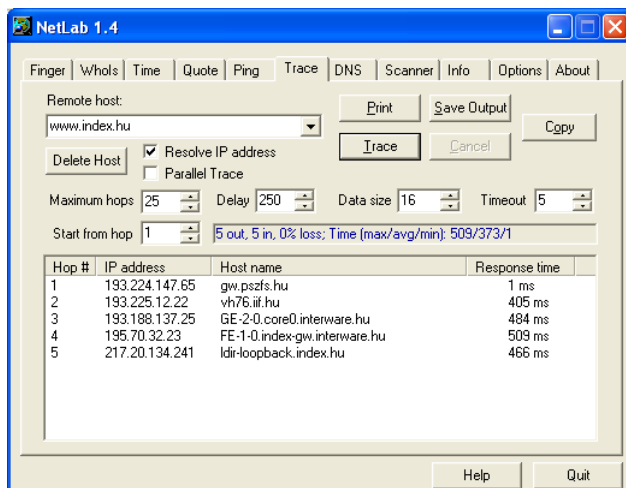 NetLab 1.4
Finger WhoIs Time Quote Ping Trace DNS Scanner Info Options About
Remote host:
www.index.hu
Print Save Output
Copy
Trace Cancel
Delete Host
Resolve IP address
Parallel Trace
Maximum hops 25 Delay 250 Data size 16 Timeout 5
Start from hop 1 5 out, 5 in, 0% loss; Time (max/avg/min): 509/373/1
Hop # IP address Host name Response time
1 193.224.147.65 gw.pszfs.hu 1 ms
2 193.225.12.22 vh76.iif.hu 405 ms
3 193.188.137.25 GE-2-0.core0.interware.hu 484 ms
4 195.70.32.23 FE-1-0.index-gw.interware.hu 509 ms
5 217.20.134.241 ldir-loopback.index.hu 466 ms
Help Quit